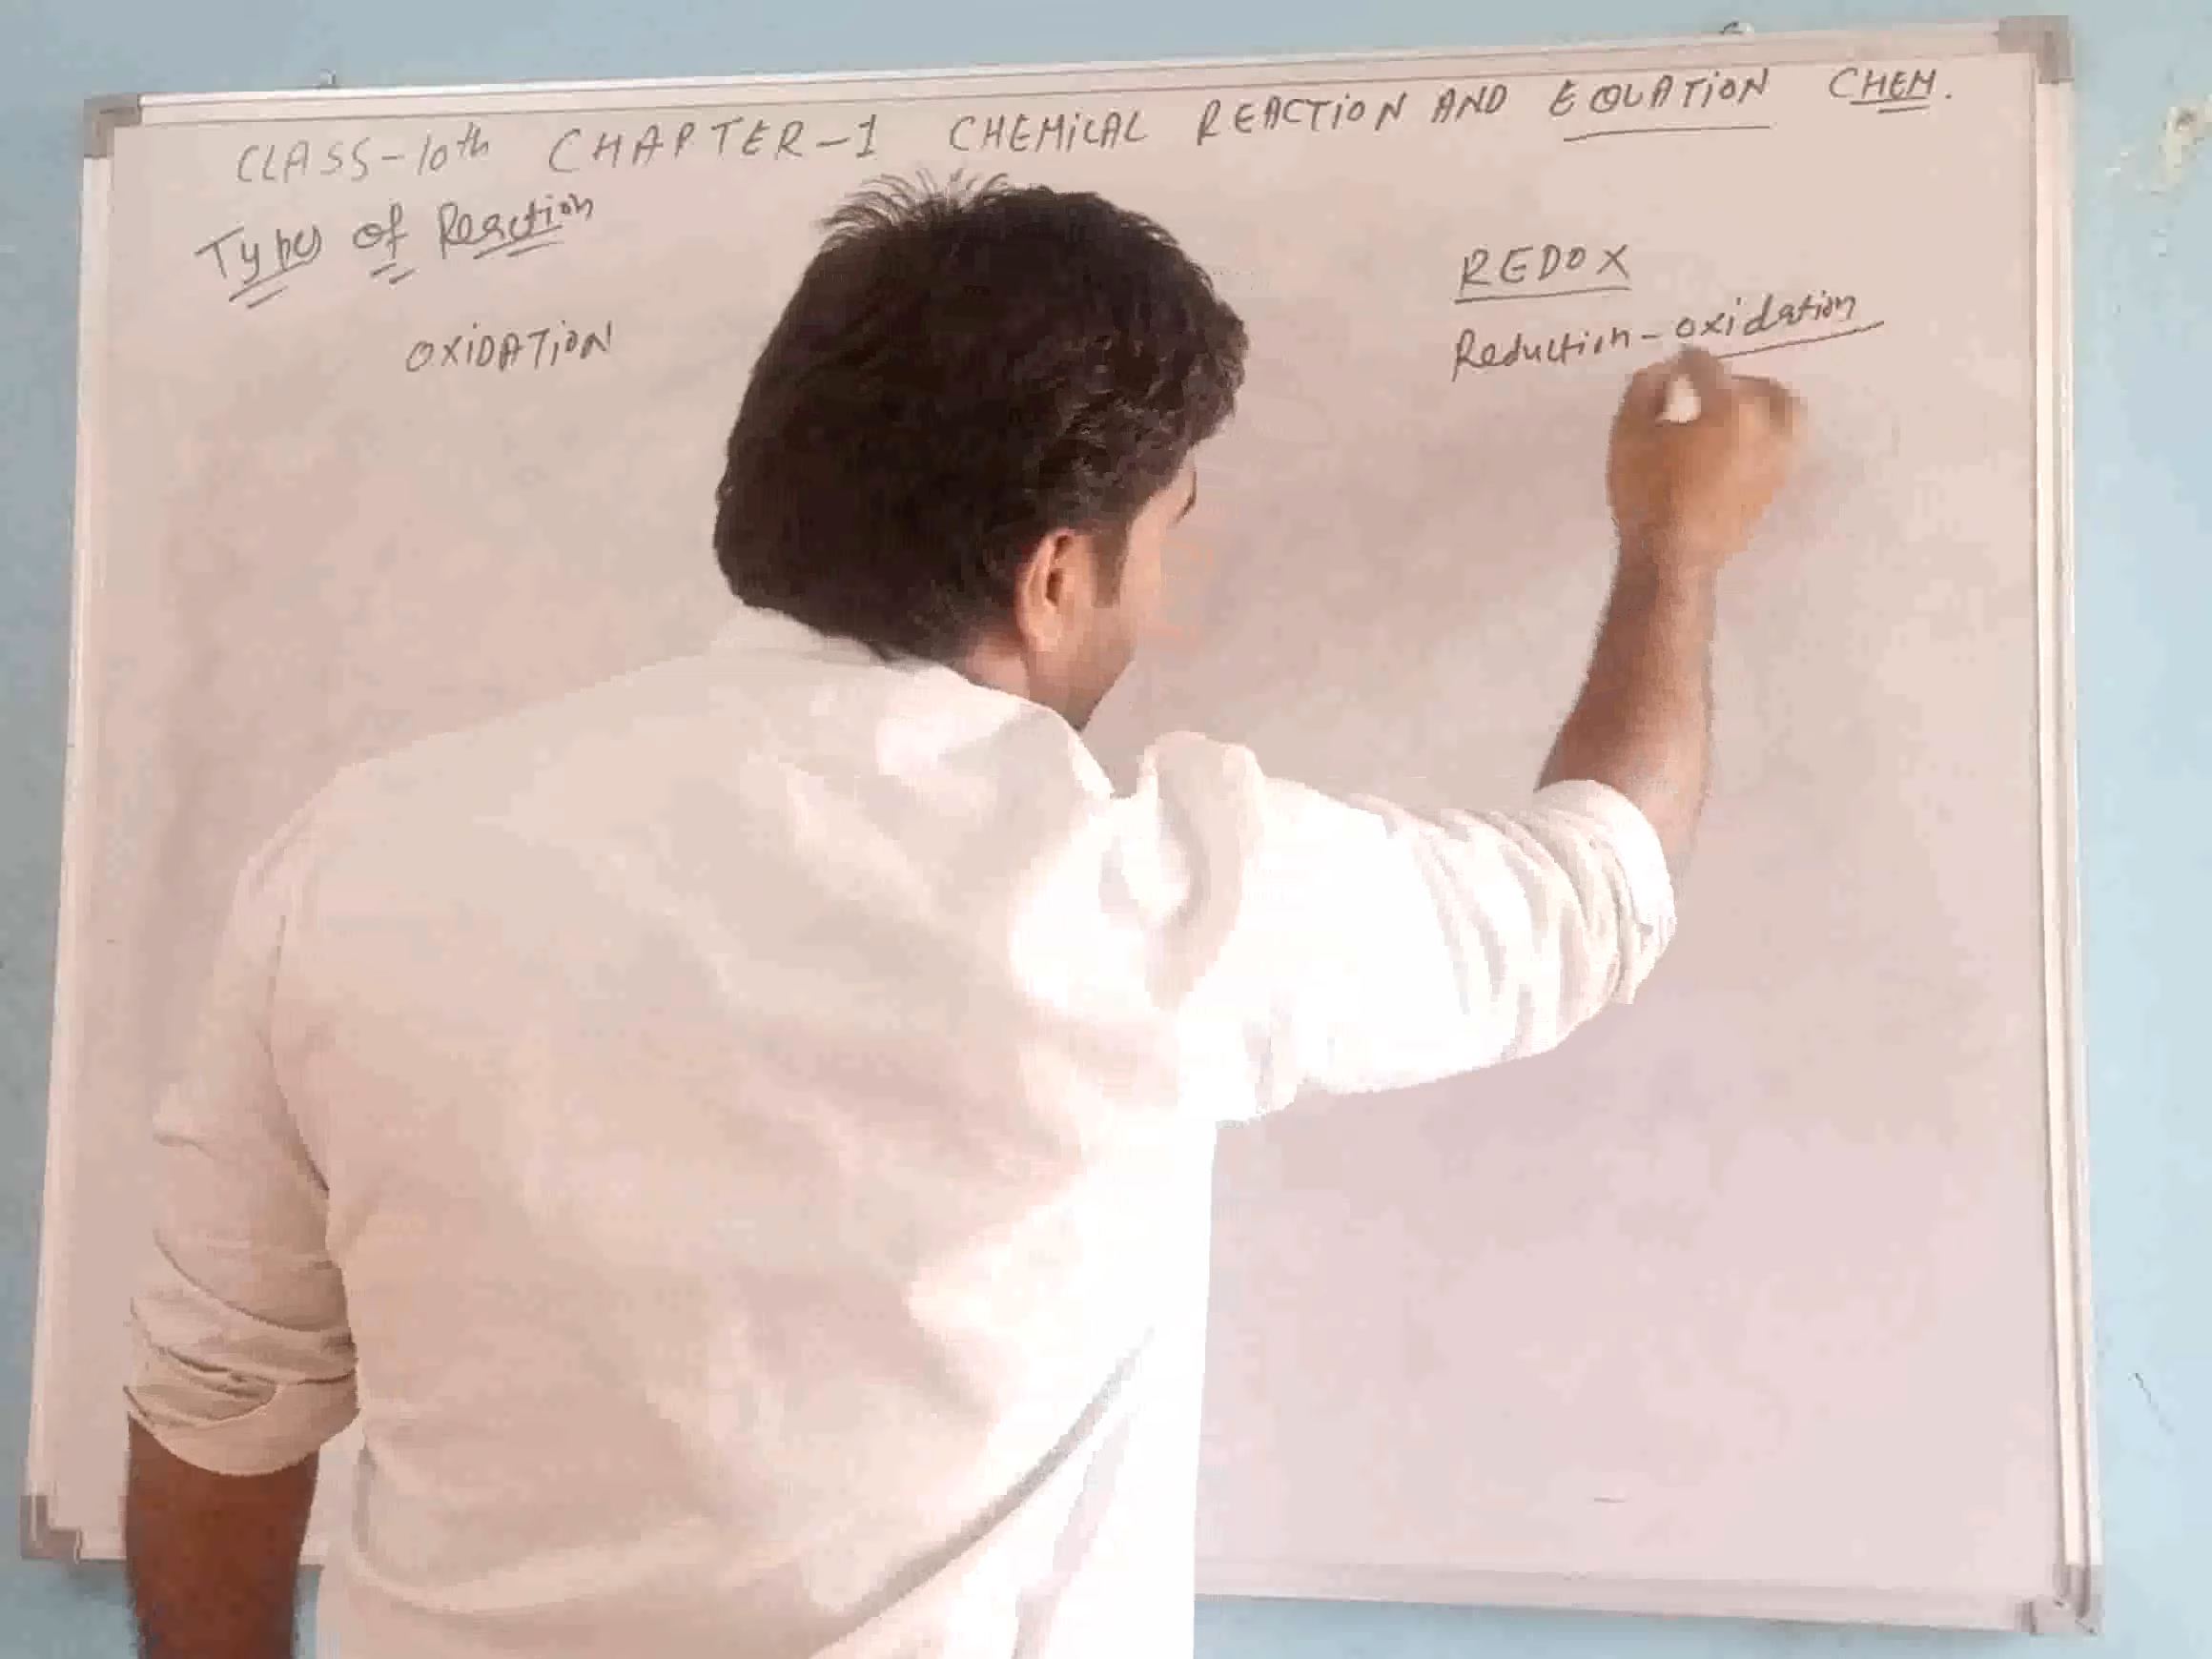 CLASS-10th CHAPTER-1 CHEMICAL REACTION AND EQUATION CHEM.
Types of Reaction
OXIDATION
REDOX
Reduction-oxidation